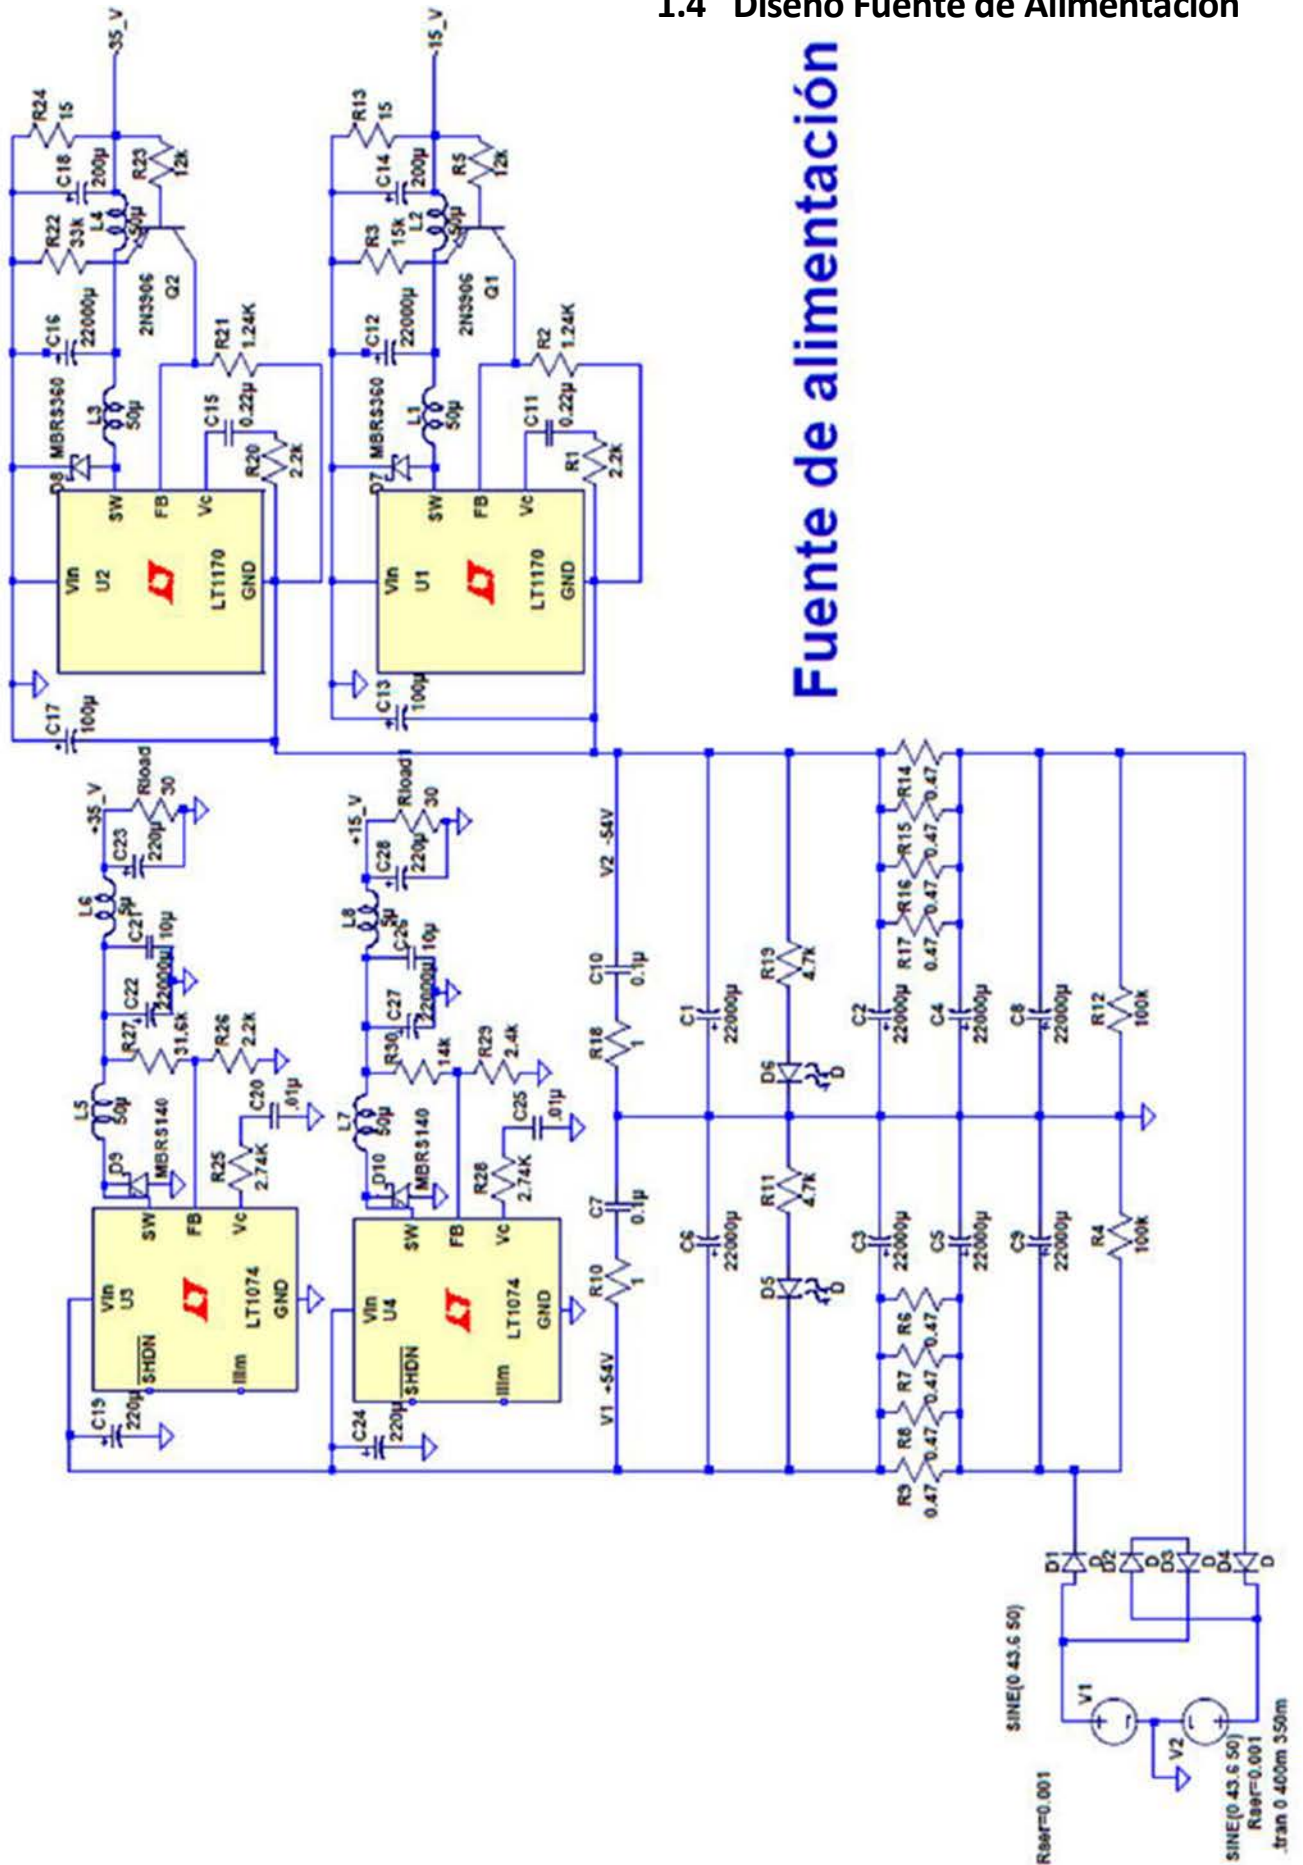 1.4 Diseño Fuente de Alimentación
Fuente de alimentación
-35_V
R24
15
C18
200µ
R23
12k
R22
33k
L4
50µ
C16
22000µ
2N3906
Q2
R21
1.24K
D8
MBRS360
L3
50µ
C15
0.22µ
R20
2.2k
SW
FB
Vc
Vin
U2
LT1170
GND
C17
100µ
-15_V
R13
15
C14
200µ
R5
12k
R3
15k
L2
50µ
C12
22000µ
2N3906
Q1
R2
1.24K
D7
MBRS360
L1
50µ
C11
0.22µ
R1
2.2k
SW
FB
Vc
Vin
U1
LT1170
GND
C13
100µ
+35_V
Rload
30
C23
220µ
L6
5µ
C21
10µ
C22
22000µ
R27
31.6k
R26
2.2k
L5
50µ
C20
.01µ
D9
MBRS140
R25
2.74K
SW
FB
Vc
Vin
U3
LT1074
GND
SHDN
Ilim
C19
220µ
+15_V
Rload1
30
C28
220µ
L8
5µ
C26
10µ
C27
22000µ
R30
14k
R29
2.4k
L7
50µ
C25
.01µ
D10
MBRS140
R28
2.74K
SW
FB
Vc
Vin
U4
LT1074
GND
SHDN
Ilim
C24
220µ
V1 +54V
R10
1
C7
0.1µ
R18
1
C10
0.1µ
V2 -54V
C6
22000µ
C1
22000µ
D5
D
R11
4.7k
D6
D
R19
4.7k
C3
22000µ
C2
22000µ
R9
0.47
R8
0.47
R7
0.47
R6
0.47
R17
0.47
R16
0.47
R15
0.47
R14
0.47
C5
22000µ
C4
22000µ
C9
22000µ
C8
22000µ
R4
100k
R12
100k
D1
D
D2
D
D3
D
D4
D
SINE(0 43.6 50)
V1
Rser=0.001
V2
SINE(0 43.6 50)
Rser=0.001
.tran 0 400m 350m